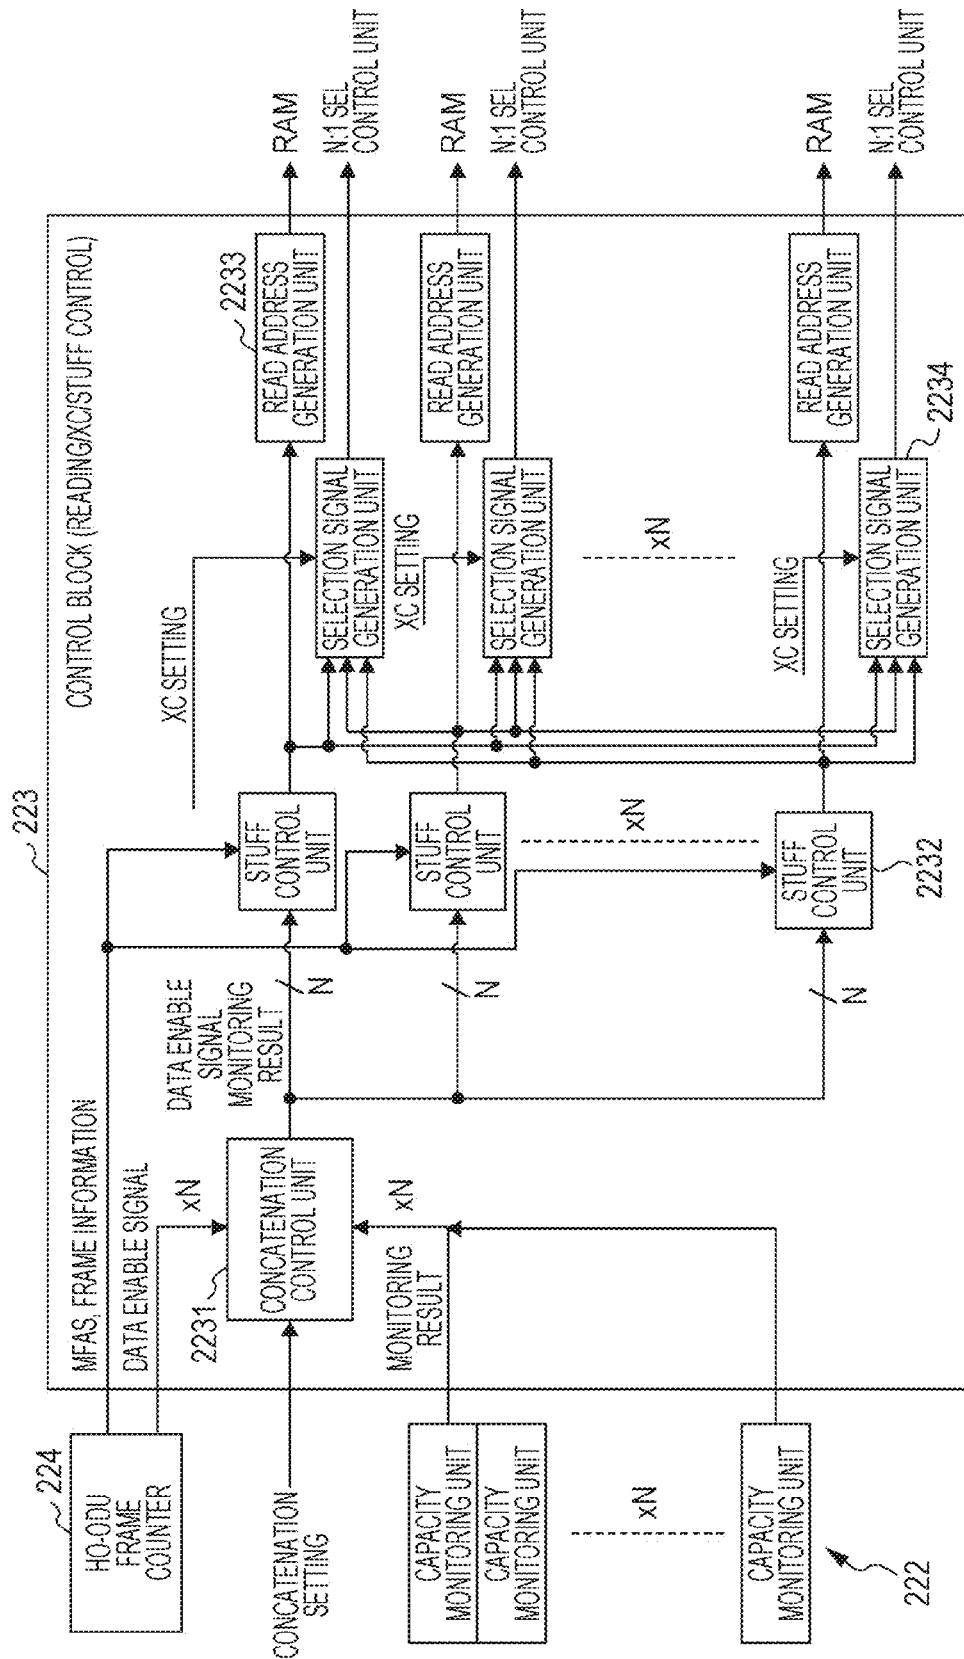 223
CONTROL BLOCK (READING/XC/STUFF CONTROL)
224
HO-ODU
FRAME
COUNTER
MFAS, FRAME INFORMATION
DATA ENABLE SIGNAL
xN
CONCATENATION
SETTING
2231
CONCATENATION
CONTROL UNIT
xN
MONITORING
RESULT
CAPACITY
MONITORING UNIT
CAPACITY
MONITORING UNIT
xN
CAPACITY
MONITORING UNIT
222
DATA ENABLE
SIGNAL
MONITORING
RESULT
N
N
N
STUFF
CONTROL
UNIT
STUFF
CONTROL
UNIT
xN
STUFF
CONTROL
UNIT
2232
XC SETTING
SELECTION SIGNAL
GENERATION UNIT
XC SETTING
SELECTION SIGNAL
GENERATION UNIT
xN
XC SETTING
SELECTION SIGNAL
GENERATION UNIT
2234
2233
READ ADDRESS
GENERATION UNIT
READ ADDRESS
GENERATION UNIT
READ ADDRESS
GENERATION UNIT
RAM
N:1 SEL
CONTROL UNIT
RAM
N:1 SEL
CONTROL UNIT
RAM
N:1 SEL
CONTROL UNIT